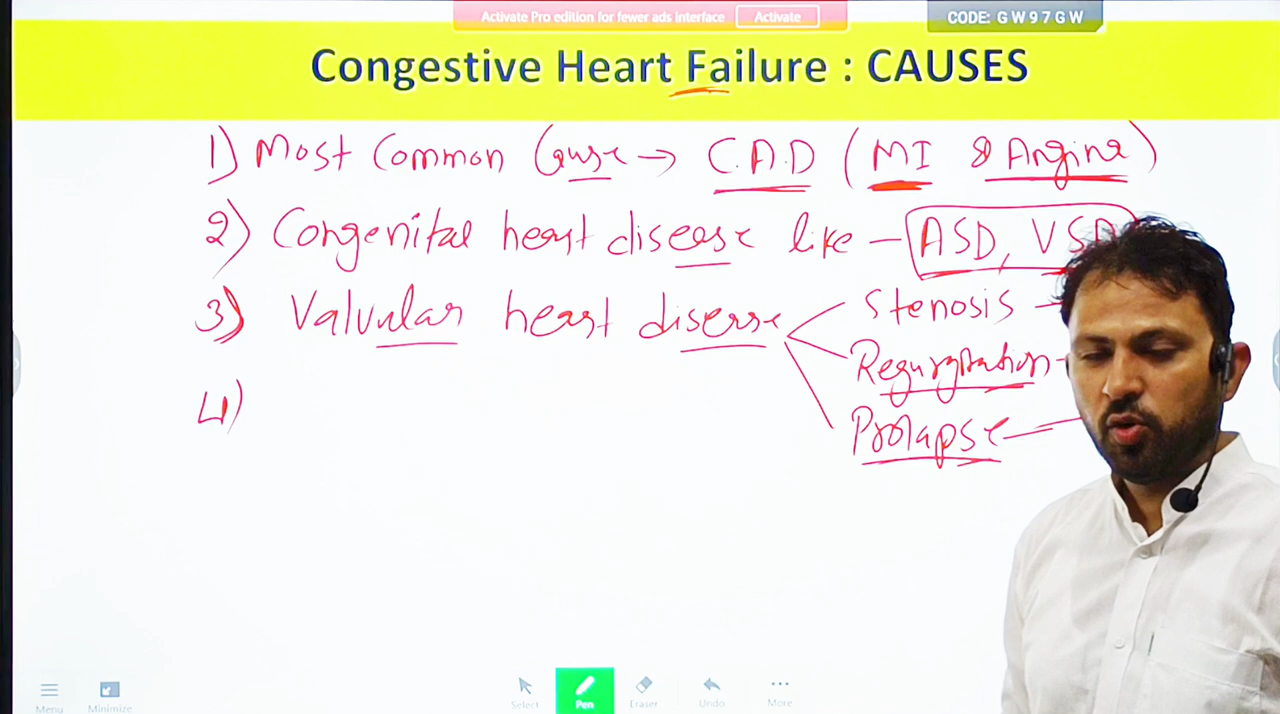 Activate Pro edition for fewer ads interface Activate
CODE: G W 9 7 G W
Congestive Heart Failure : CAUSES
1) Most Common Cause → C.A.D (MI & Angina)
2) Congenital heart disease like – ASD, VSD
3) Valvular heart disease
Stenosis
Regurgitation
Prolapse
4)
Menu
Minimize
Select
Pen
Eraser
Undo
More